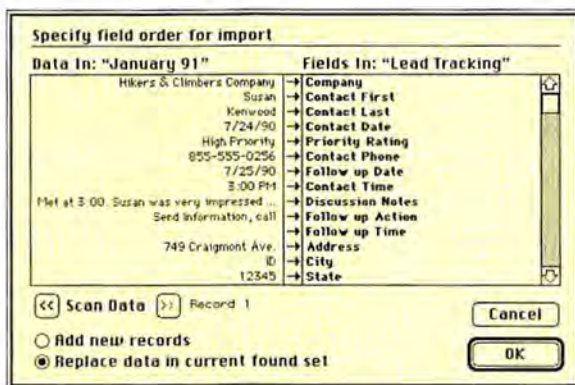 Specify field order for import
Data In: “January 91” Fields In: “Lead Tracking”
Hikers & Climbers Company → Company
Susan → Contact First
Kenwood → Contact Last
7/24/90 → Contact Date
High Priority → Priority Rating
855-555-0256 → Contact Phone
7/25/90 → Follow up Date
3:00 PM → Contact Time
Met at 3:00. Susan was very impressed ... → Discussion Notes
Send Information, call → Follow up Action
→ Follow up Time
749 Craigmont Ave. → Address
ID → City
12345 → State
<< Scan Data >> Record 1
Cancel
Add new records
Replace data in current found set
OK